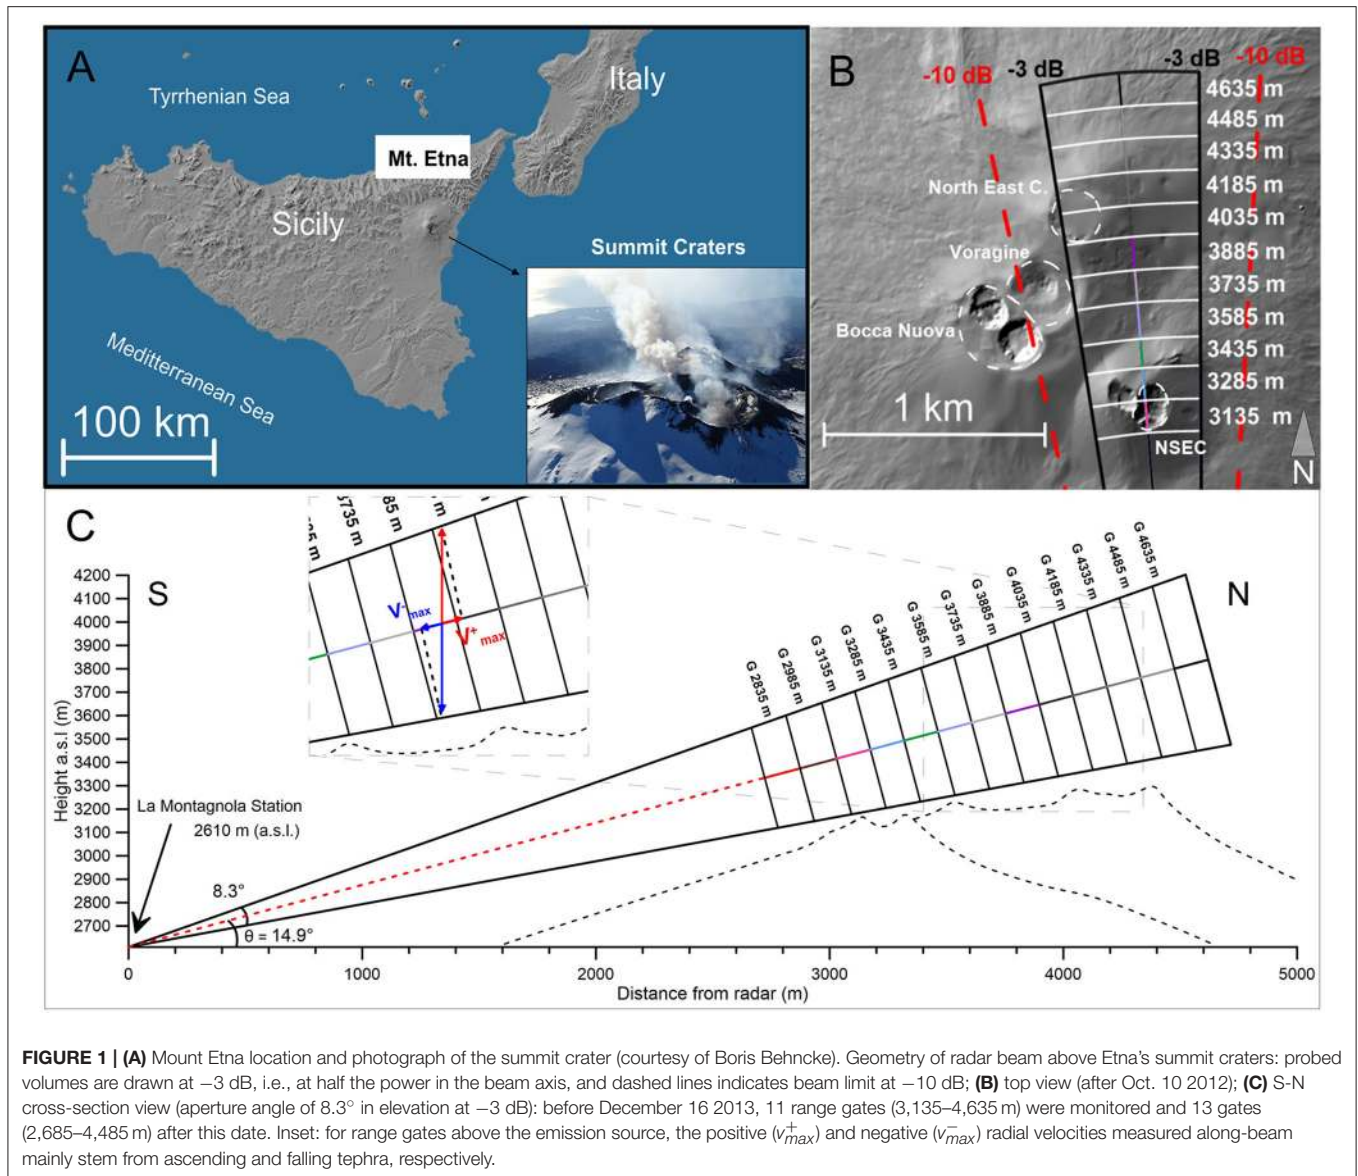 A
Tyrrhenian Sea
Italy
Mt. Etna
Sicily
Summit Craters
Meditterranean Sea
100 km
B
-10 dB
-3 dB
-3 dB
-10 dB
4635 m
4485 m
4335 m
4185 m
4035 m
3885 m
3735 m
3585 m
3435 m
3285 m
3135 m
North East C.
Voragine
Bocca Nuova
1 km
NSEC
N
C
S
N
735 m
85 m
m
V-max
V+max
G 2835 m
G 2985 m
G 3135 m
G 3285 m
G 3435 m
G 3585 m
G 3735 m
G 3885 m
G 4035 m
G 4185 m
G 4335 m
G 4485 m
G 4635 m
4200
4100
4000
3900
3800
3700
3600
3500
3400
3300
3200
3100
3000
2900
2800
2700
Height a.s.l (m)
La Montagnola Station
2610 m (a.s.l.)
8.3°
θ = 14.9°
0
1000
2000
3000
4000
5000
Distance from radar (m)
FIGURE 1 | (A) Mount Etna location and photograph of the summit crater (courtesy of Boris Behncke). Geometry of radar beam above Etna's summit craters: probed
volumes are drawn at −3 dB, i.e., at half the power in the beam axis, and dashed lines indicates beam limit at −10 dB; (B) top view (after Oct. 10 2012); (C) S-N
cross-section view (aperture angle of 8.3° in elevation at −3 dB): before December 16 2013, 11 range gates (3,135–4,635 m) were monitored and 13 gates
(2,685–4,485 m) after this date. Inset: for range gates above the emission source, the positive (v+max) and negative (v−max) radial velocities measured along-beam
mainly stem from ascending and falling tephra, respectively.